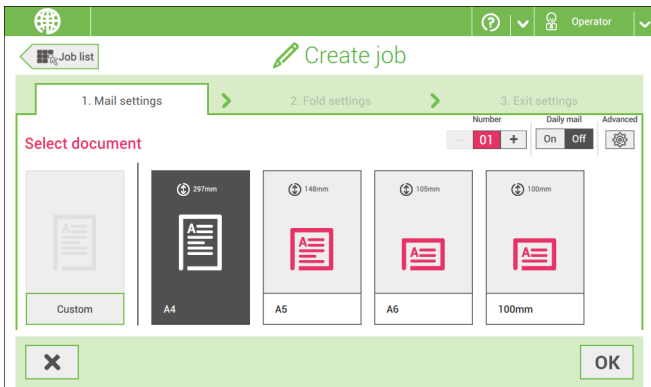 Operator
Job list
Create job
1. Mail settings
2. Fold settings
3. Exit settings
Number
Daily mail
Advanced
Select document
– 01 +
On Off
297mm
148mm
105mm
100mm
A
A
A
A
A
Custom
A4
A5
A6
100mm
OK